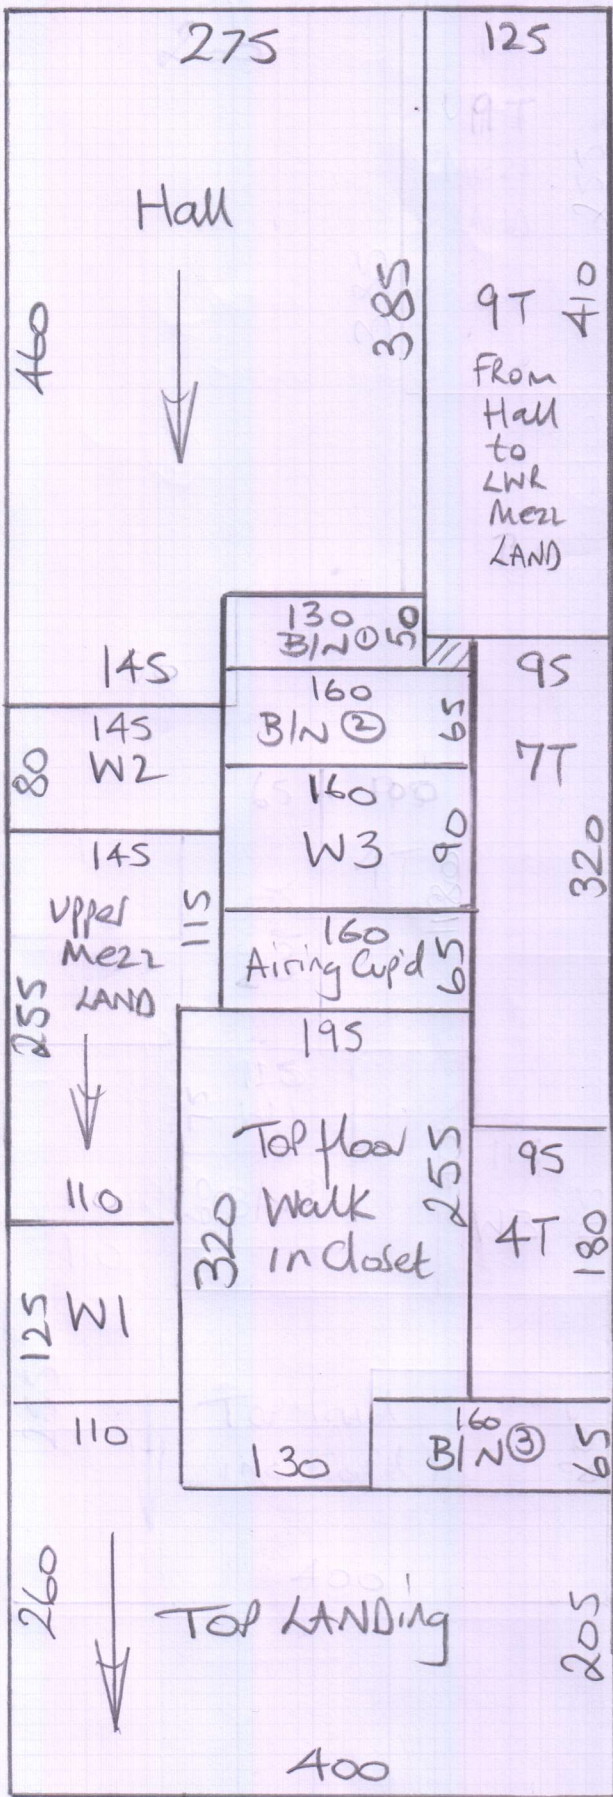 275
125
Hall
460
385
9T
410
FROM
Hall
to
LWR
Mezz
LAND
130
B/N ①
50
145
95
160
B/N ②
65
7T
320
145
W2
80
160
W3
90
145
Upper
Mezz
LAND
115
255
160
Airing Cup'd
65
195
Top floor
Walk
in Closet
255
320
95
4T
180
110
W1
125
110
130
160
B/N ③
65
260
TOP LANDing
205
400